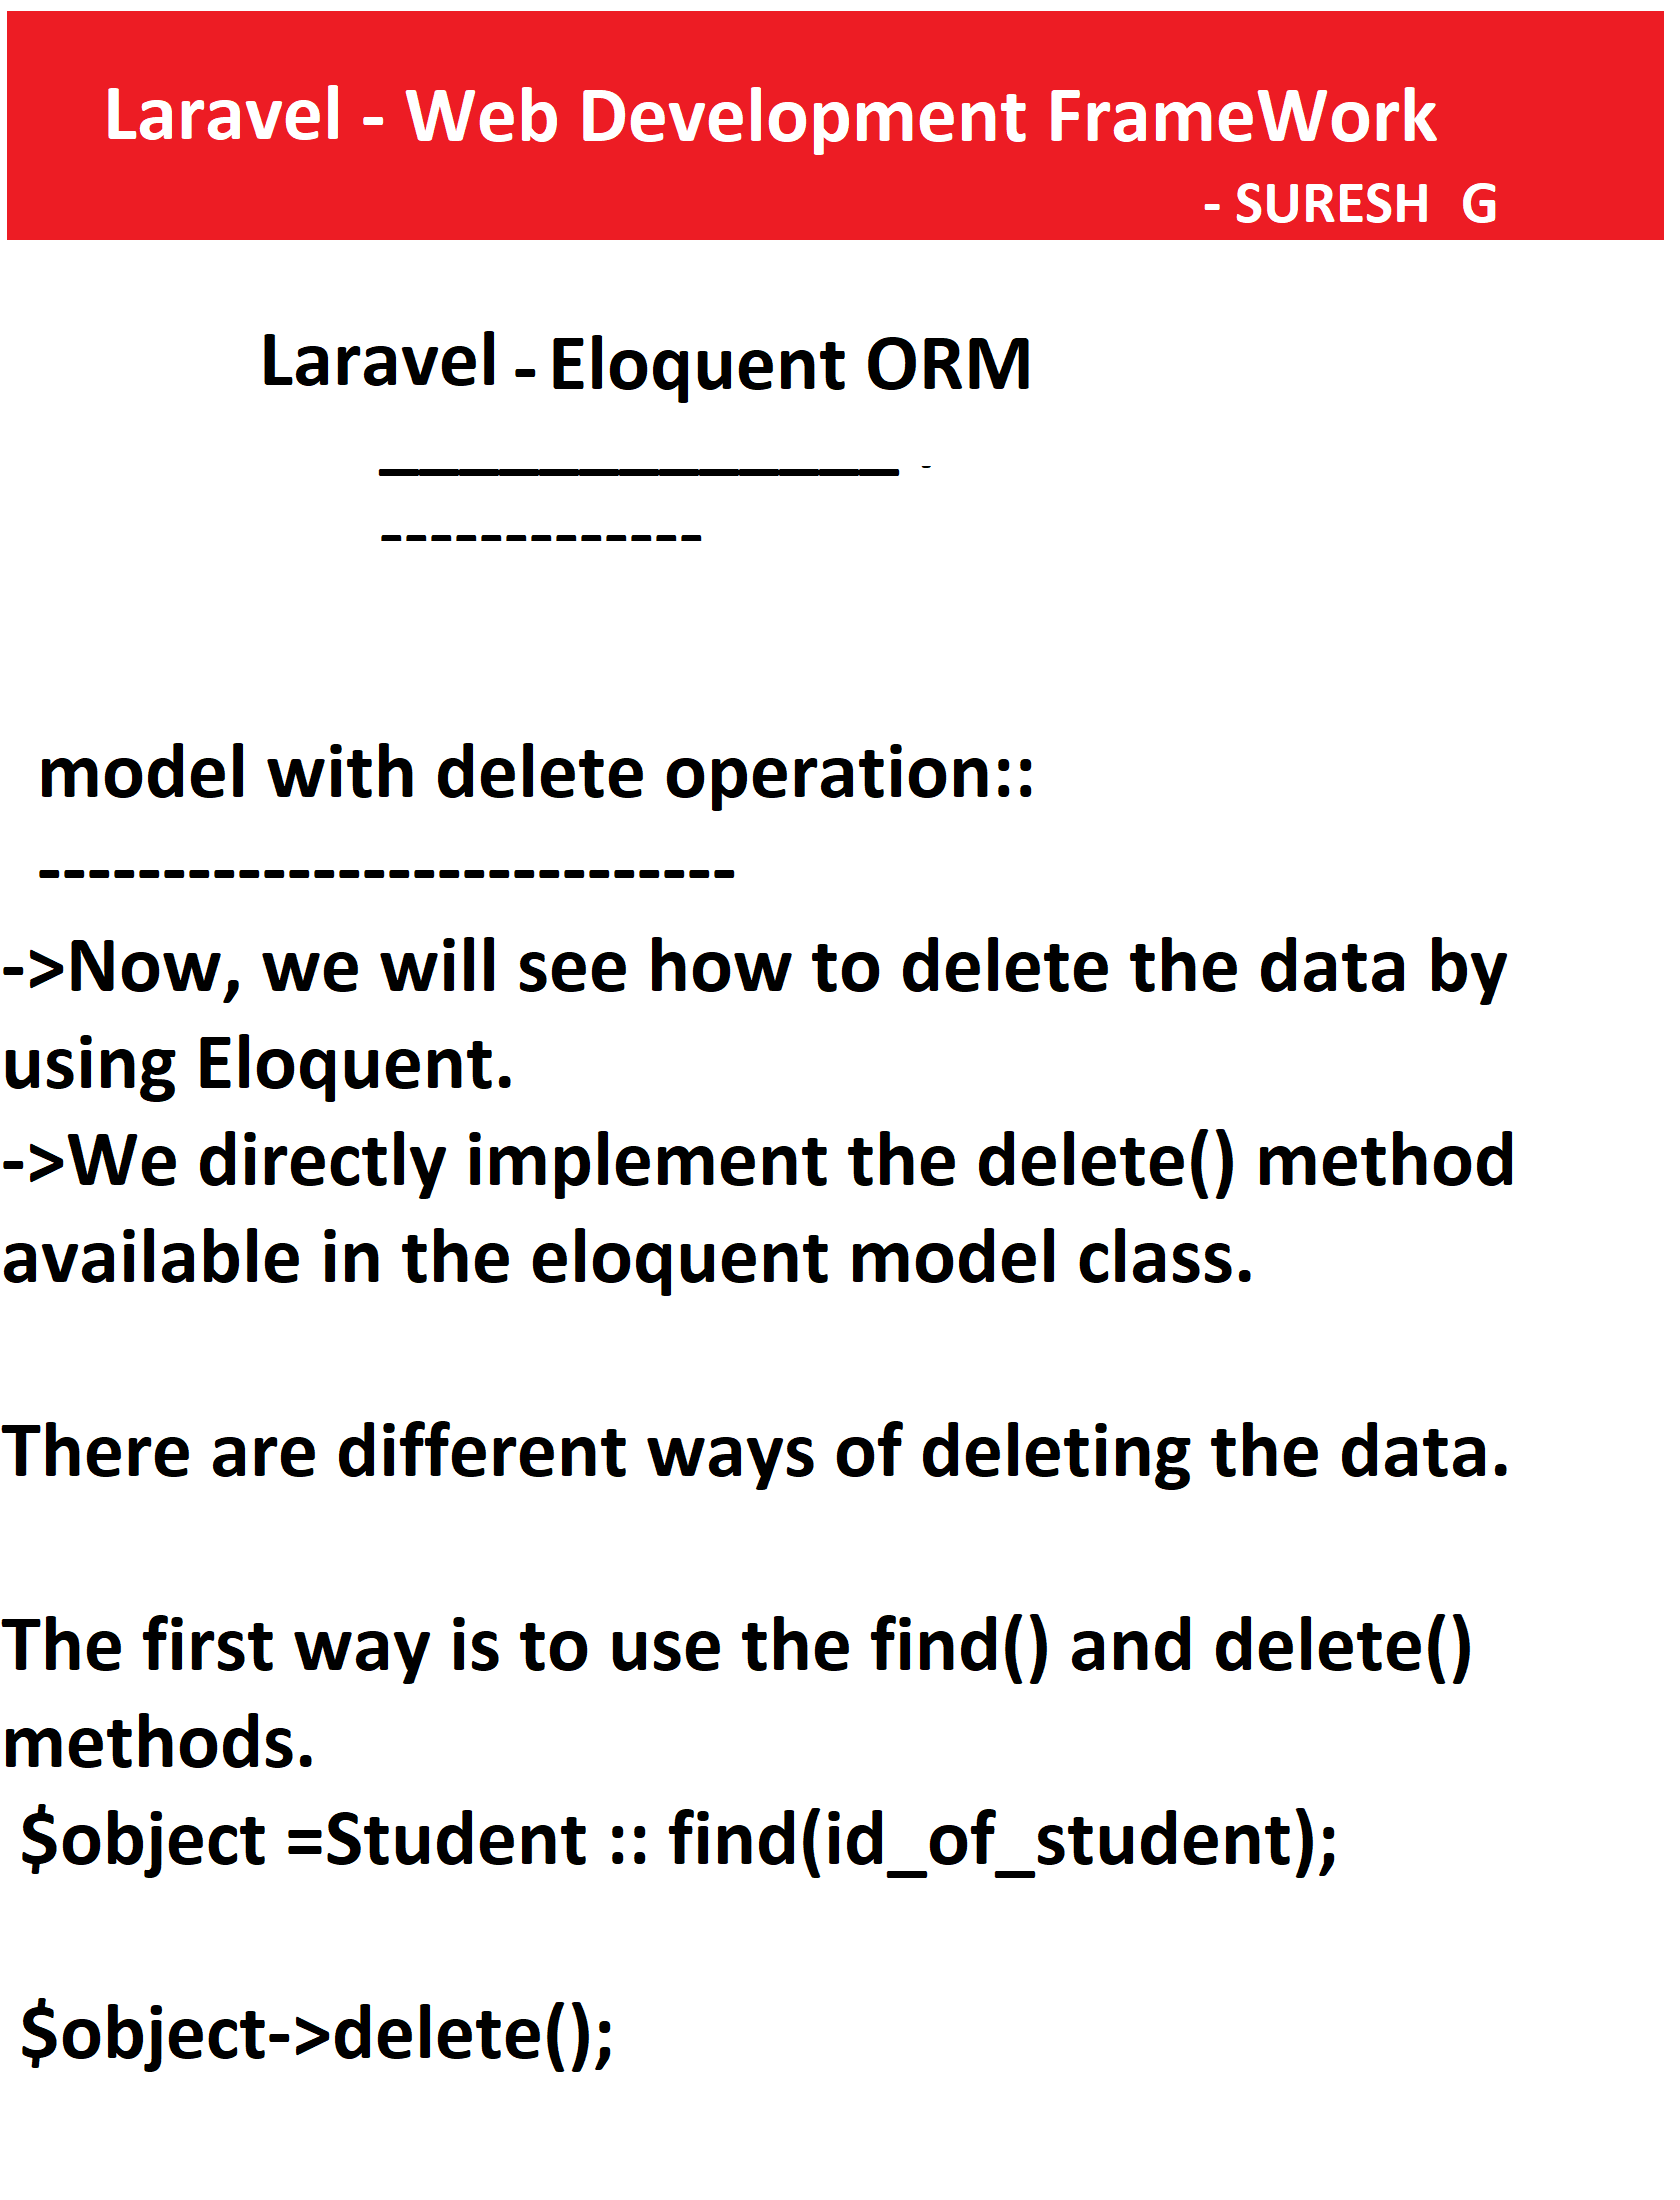 Laravel - Web Development FrameWork
- SURESH G
Laravel - Eloquent ORM
_____________ -
-------------
model with delete operation::
----------------------------
->Now, we will see how to delete the data by
using Eloquent.
->We directly implement the delete() method
available in the eloquent model class.
There are different ways of deleting the data.
The first way is to use the find() and delete()
methods.
$object =Student :: find(id_of_student);
$object->delete();